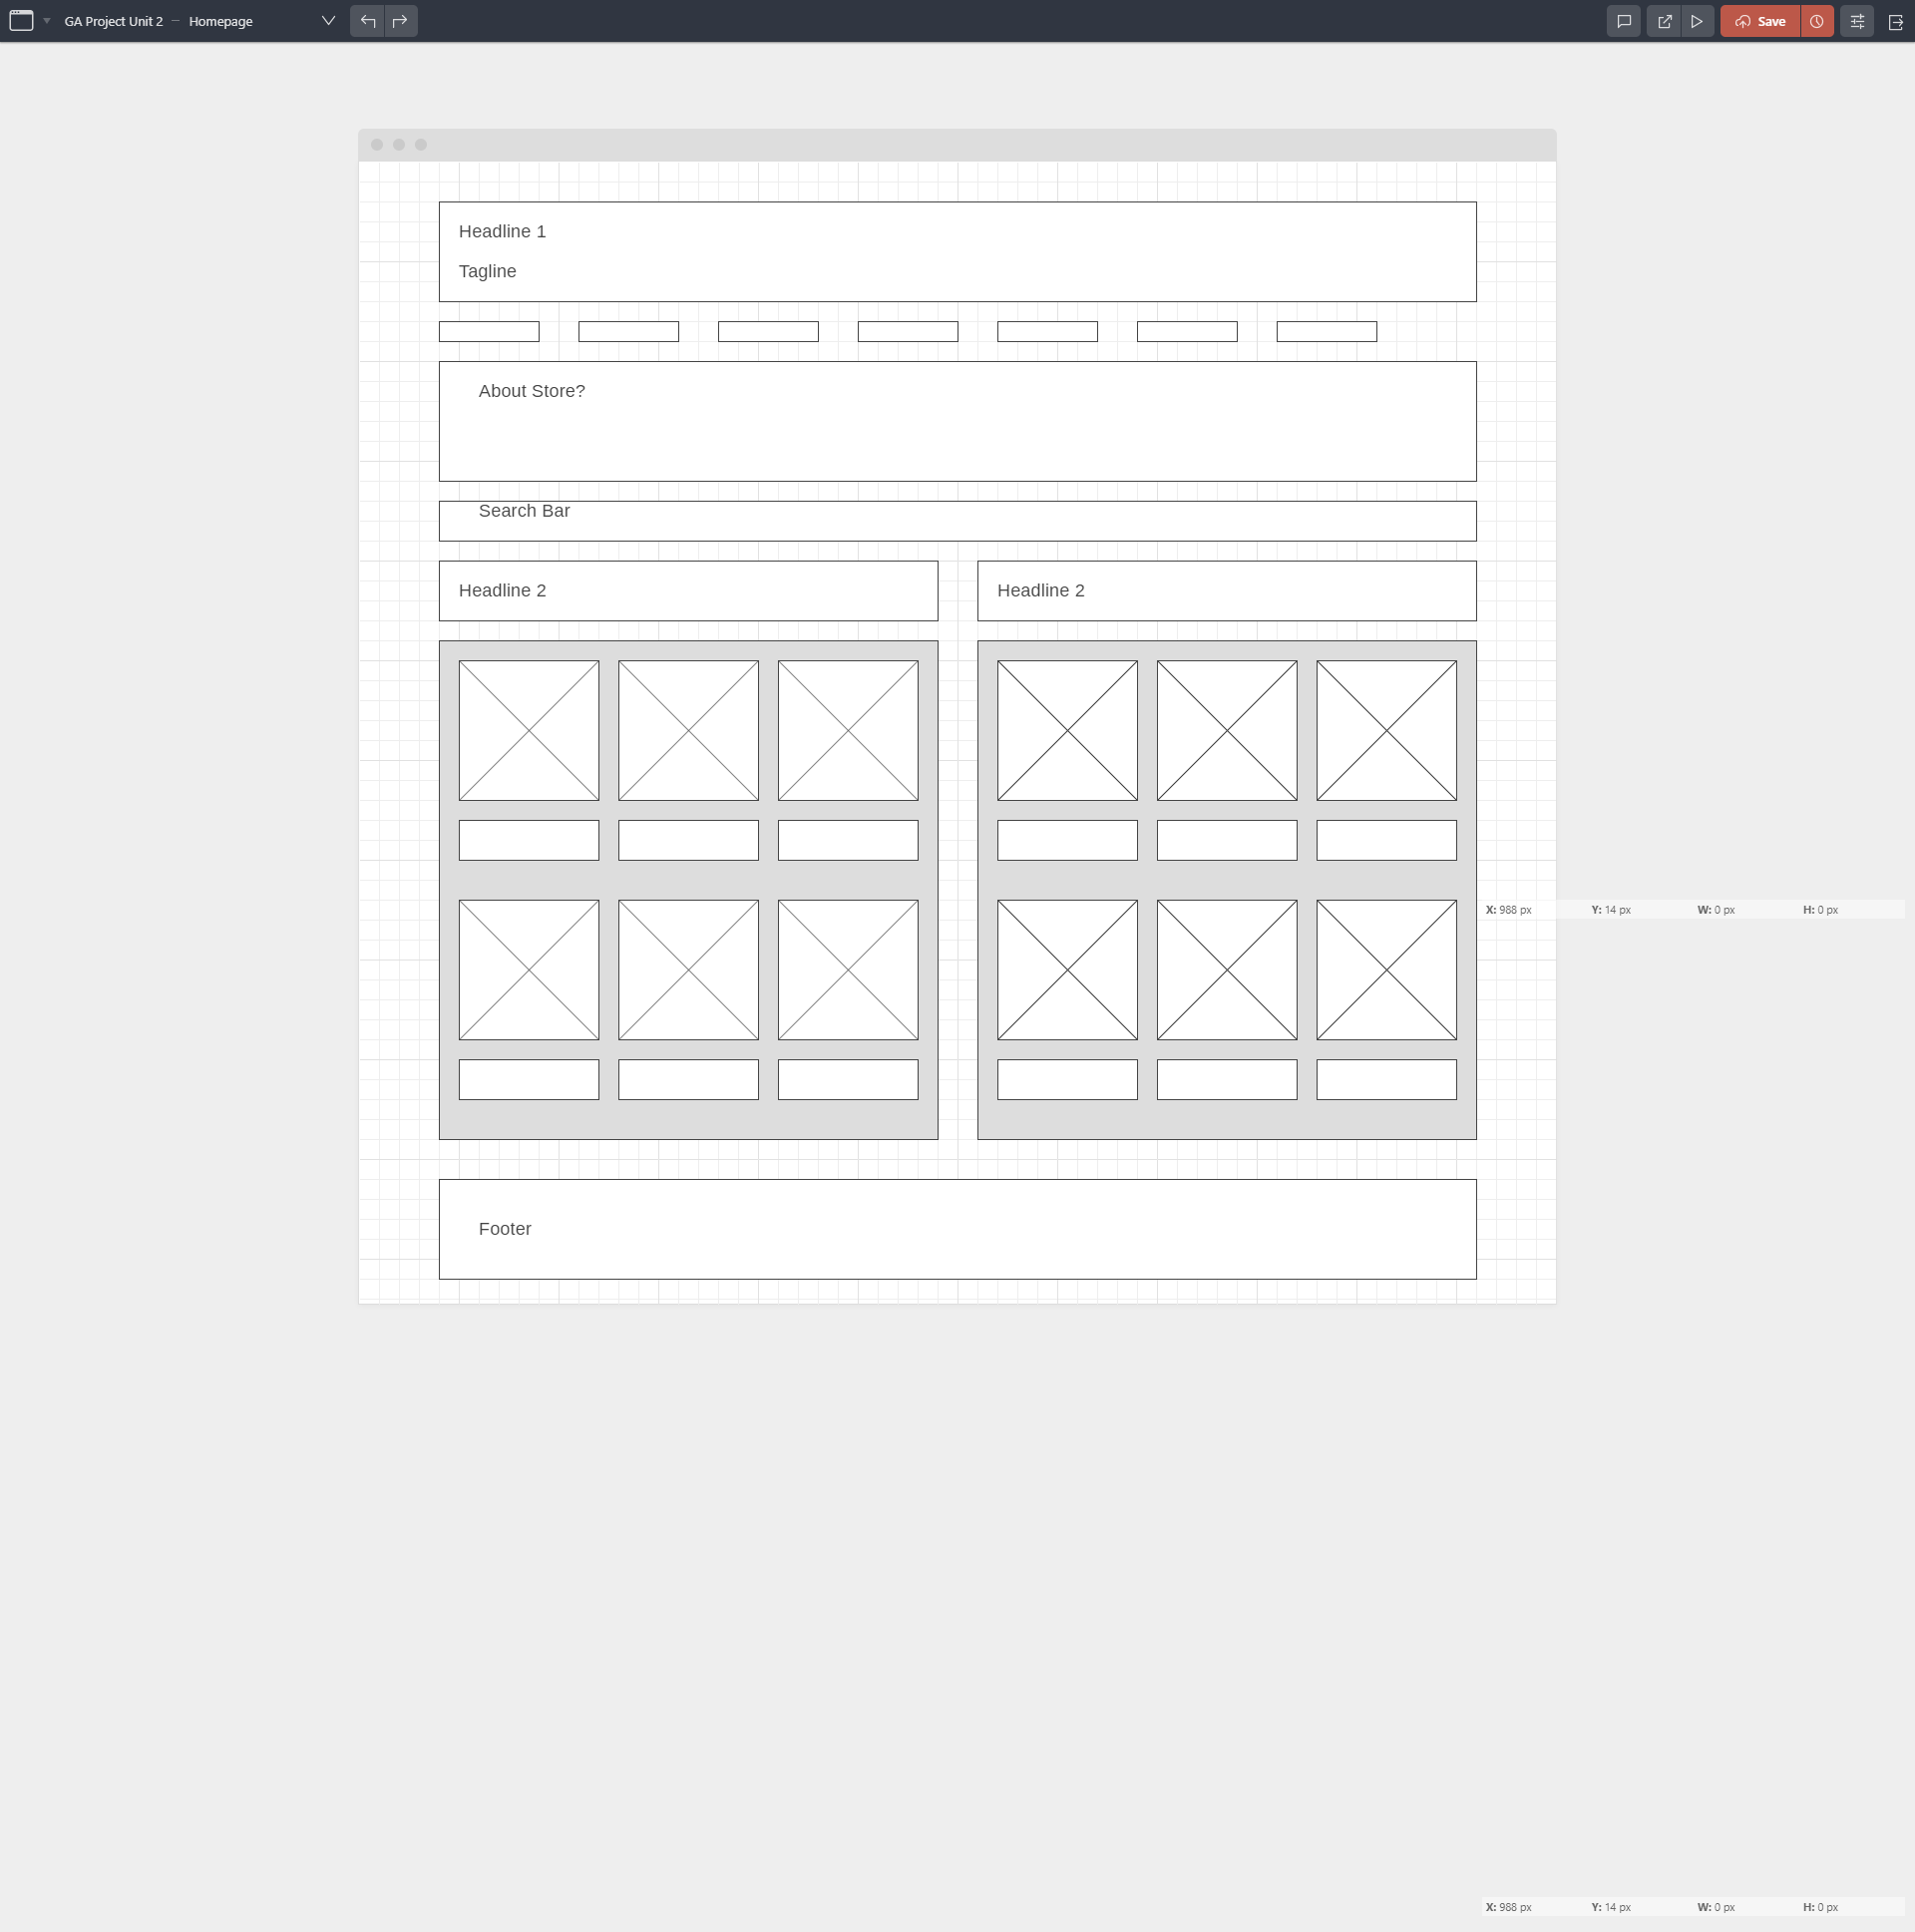 GA Project Unit 2 – Homepage
Save
Headline 1
Tagline
About Store?
Search Bar
Headline 2
Headline 2
X: 988 px Y: 14 px W: 0 px H: 0 px
Footer
X: 988 px Y: 14 px W: 0 px H: 0 px